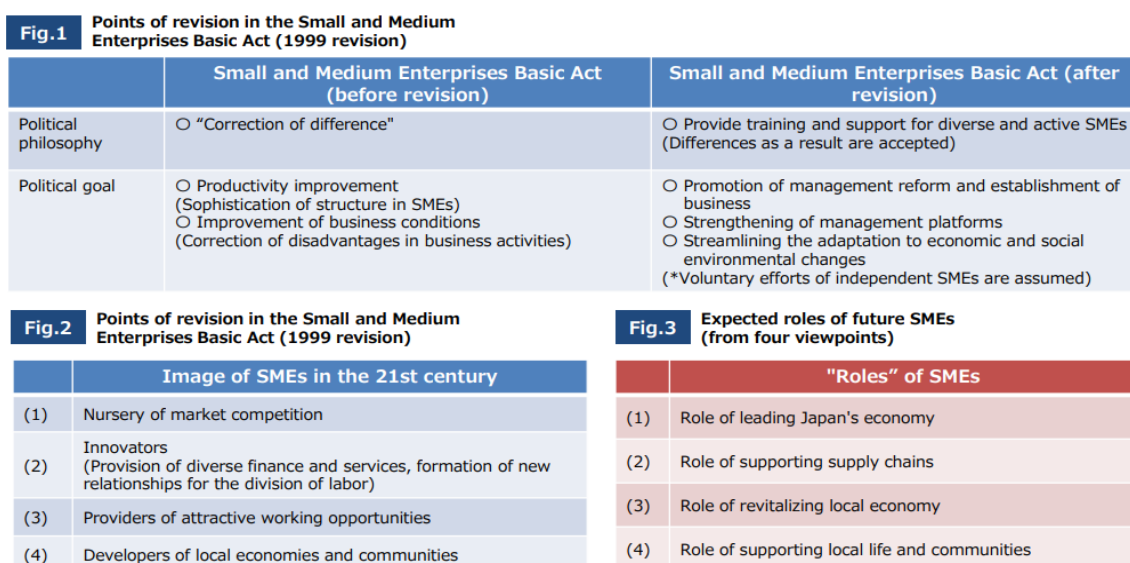 Fig.1
Points of revision in the Small and Medium
Enterprises Basic Act (1999 revision)
Small and Medium Enterprises Basic Act
(before revision)
Small and Medium Enterprises Basic Act (after
revision)
Political
philosophy
○ “Correction of difference"
○ Provide training and support for diverse and active SMEs
(Differences as a result are accepted)
Political goal
○ Productivity improvement
(Sophistication of structure in SMEs)
○ Improvement of business conditions
(Correction of disadvantages in business activities)
○ Promotion of management reform and establishment of
business
○ Strengthening of management platforms
○ Streamlining the adaptation to economic and social
environmental changes
(*Voluntary efforts of independent SMEs are assumed)
Fig.2
Points of revision in the Small and Medium
Enterprises Basic Act (1999 revision)
Image of SMEs in the 21st century
(1) Nursery of market competition
(2) Innovators
(Provision of diverse finance and services, formation of new
relationships for the division of labor)
(3) Providers of attractive working opportunities
(4) Developers of local economies and communities
Fig.3
Expected roles of future SMEs
(from four viewpoints)
"Roles” of SMEs
(1) Role of leading Japan's economy
(2) Role of supporting supply chains
(3) Role of revitalizing local economy
(4) Role of supporting local life and communities